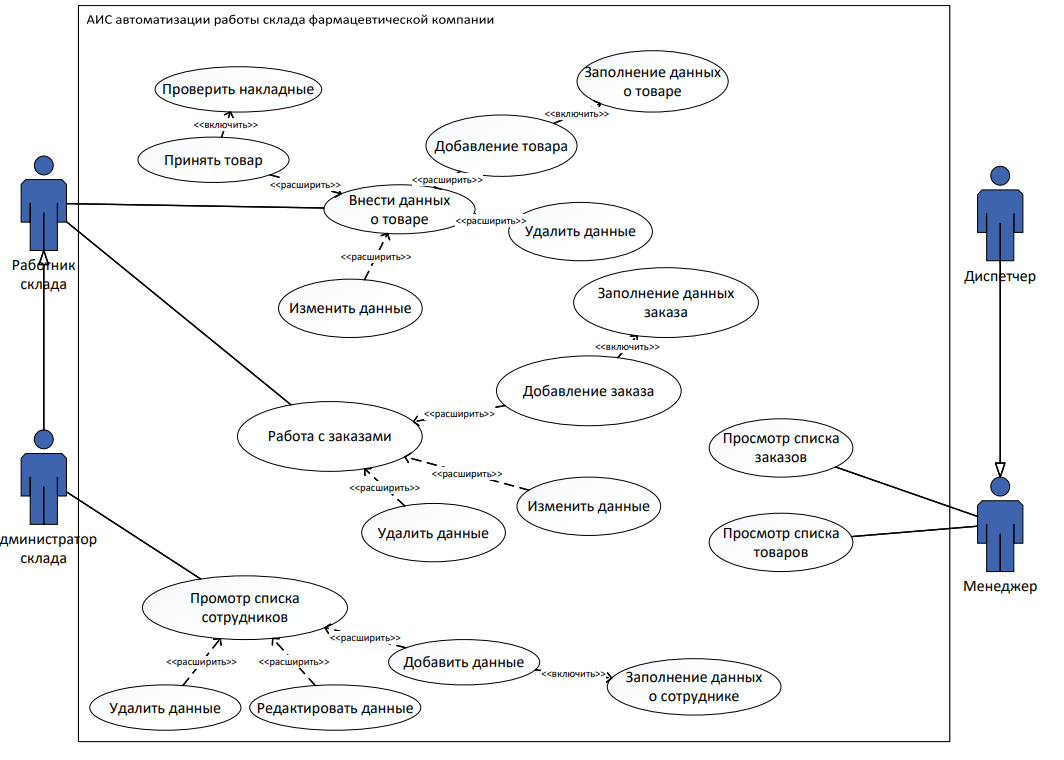 АИС автоматизации работы склада фармацевтической компании
Заполнение данных
о товаре
Проверить накладные
<<включить>>
<<включить>>
Добавление товара
Принять товар
<<расширить>>
<<расширить>>
Внести данных
о товаре
<<расширить>>
Удалить данные
<<расширить>>
Работник
склада
Диспетчер
Изменить данные
Заполнение данных
заказа
<<включить>>
Добавление заказа
<<расширить>>
Работа с заказами
Просмотр списка
заказов
<<расширить>>
<<расширить>>
Изменить данные
Удалить данные
Просмотр списка
товаров
дминистратор
склада
Менеджер
Промотр списка
сотрудников
<<расширить>>
<<расширить>>
<<расширить>>
Добавить данные
<<включить>>
Заполнение данных
о сотруднике
Удалить данные
Редактировать данные